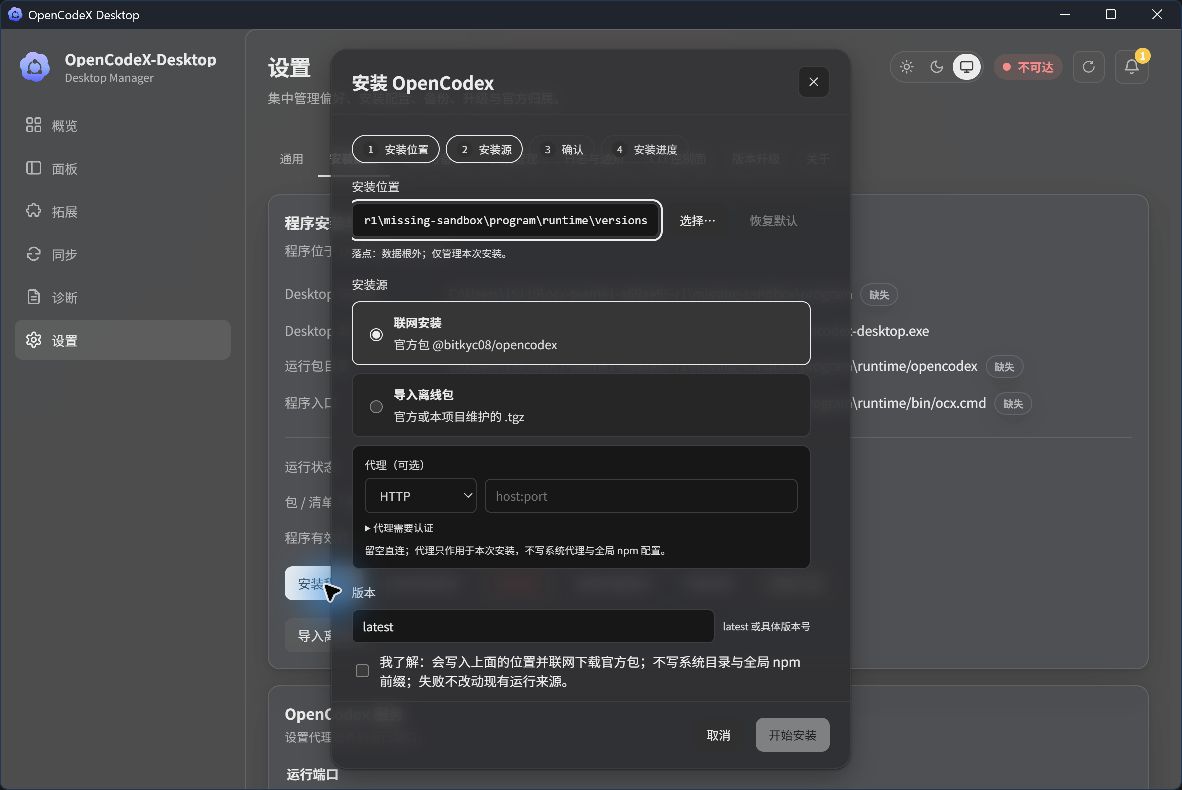 OpenCodeX Desktop
OpenCodeX-Desktop
Desktop Manager
概览
面板
拓展
同步
诊断
设置
设置
集中管理偏好、安装配置、备份、升级与官方归属。
不可达
1
通用
版本升级
关于
程序安
程序位于
Desktop
缺失
Desktop
-desktop.exe
运行包目
\runtime/opencodex
缺失
程序入口
\runtime/bin/ocx.cmd
缺失
运行状态
包 / 清单
程序有效
安装
导入离
OpenCodeX 服务
设置代理
运行端口
安装 OpenCodex
1 安装位置
2 安装源
3 确认
4 安装进度
安装位置
r1\missing-sandbox\program\runtime\versions
选择…
恢复默认
落点：数据根外；仅管理本次安装。
安装源
联网安装
官方包 @bitkyc08/opencodex
导入离线包
官方或本项目维护的 .tgz
代理（可选）
HTTP
host:port
代理需要认证
留空直连；代理只作用于本次安装，不写系统代理与全局 npm 配置。
版本
latest
latest 或具体版本号
我了解：会写入上面的位置并联网下载官方包；不写系统目录与全局 npm
前缀；失败不改动现有运行来源。
取消
开始安装